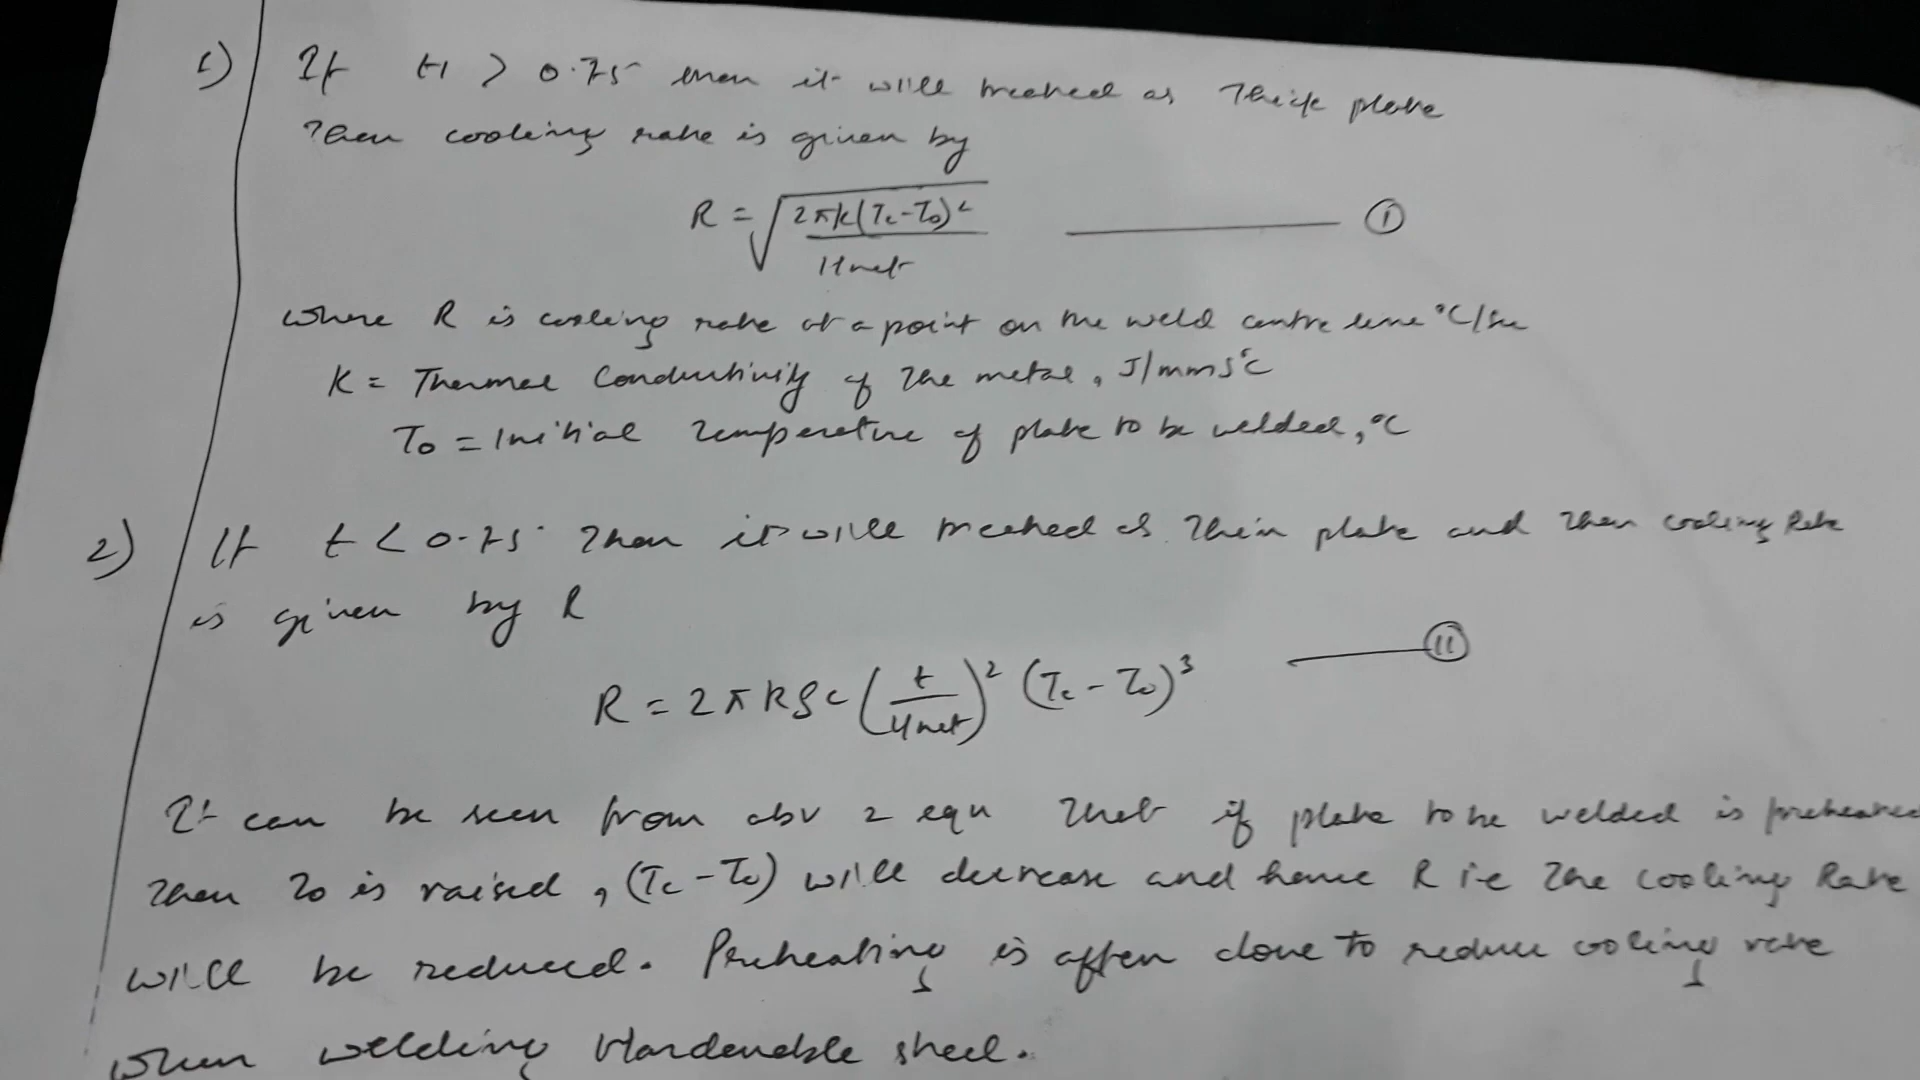 1) If t1 > 0.75 then it will treated as Thick plate
Then cooling rate is given by
R = √(2πk(Tc-To)² / Hnet) ——— (I)
where R is cooling rate at a point on the weld centre line °C/sec
K = Thermal Conductivity of the metal, J/mms°C
To = Initial temperature of plate to be welded, °C
2) If t < 0.75 then it will treated as thin plate and then cooling Rate
is given by R
R = 2πkρc (t/Hnet)² (Tc - To)³ ——— (II)
It can be seen from abv 2 equ that if plate to be welded is preheated
then To is raised, (Tc - To) will decrease and hence R ie the cooling Rate
will be reduced. Preheating is often done to reduce cooling rate
when welding Hardenable steel.